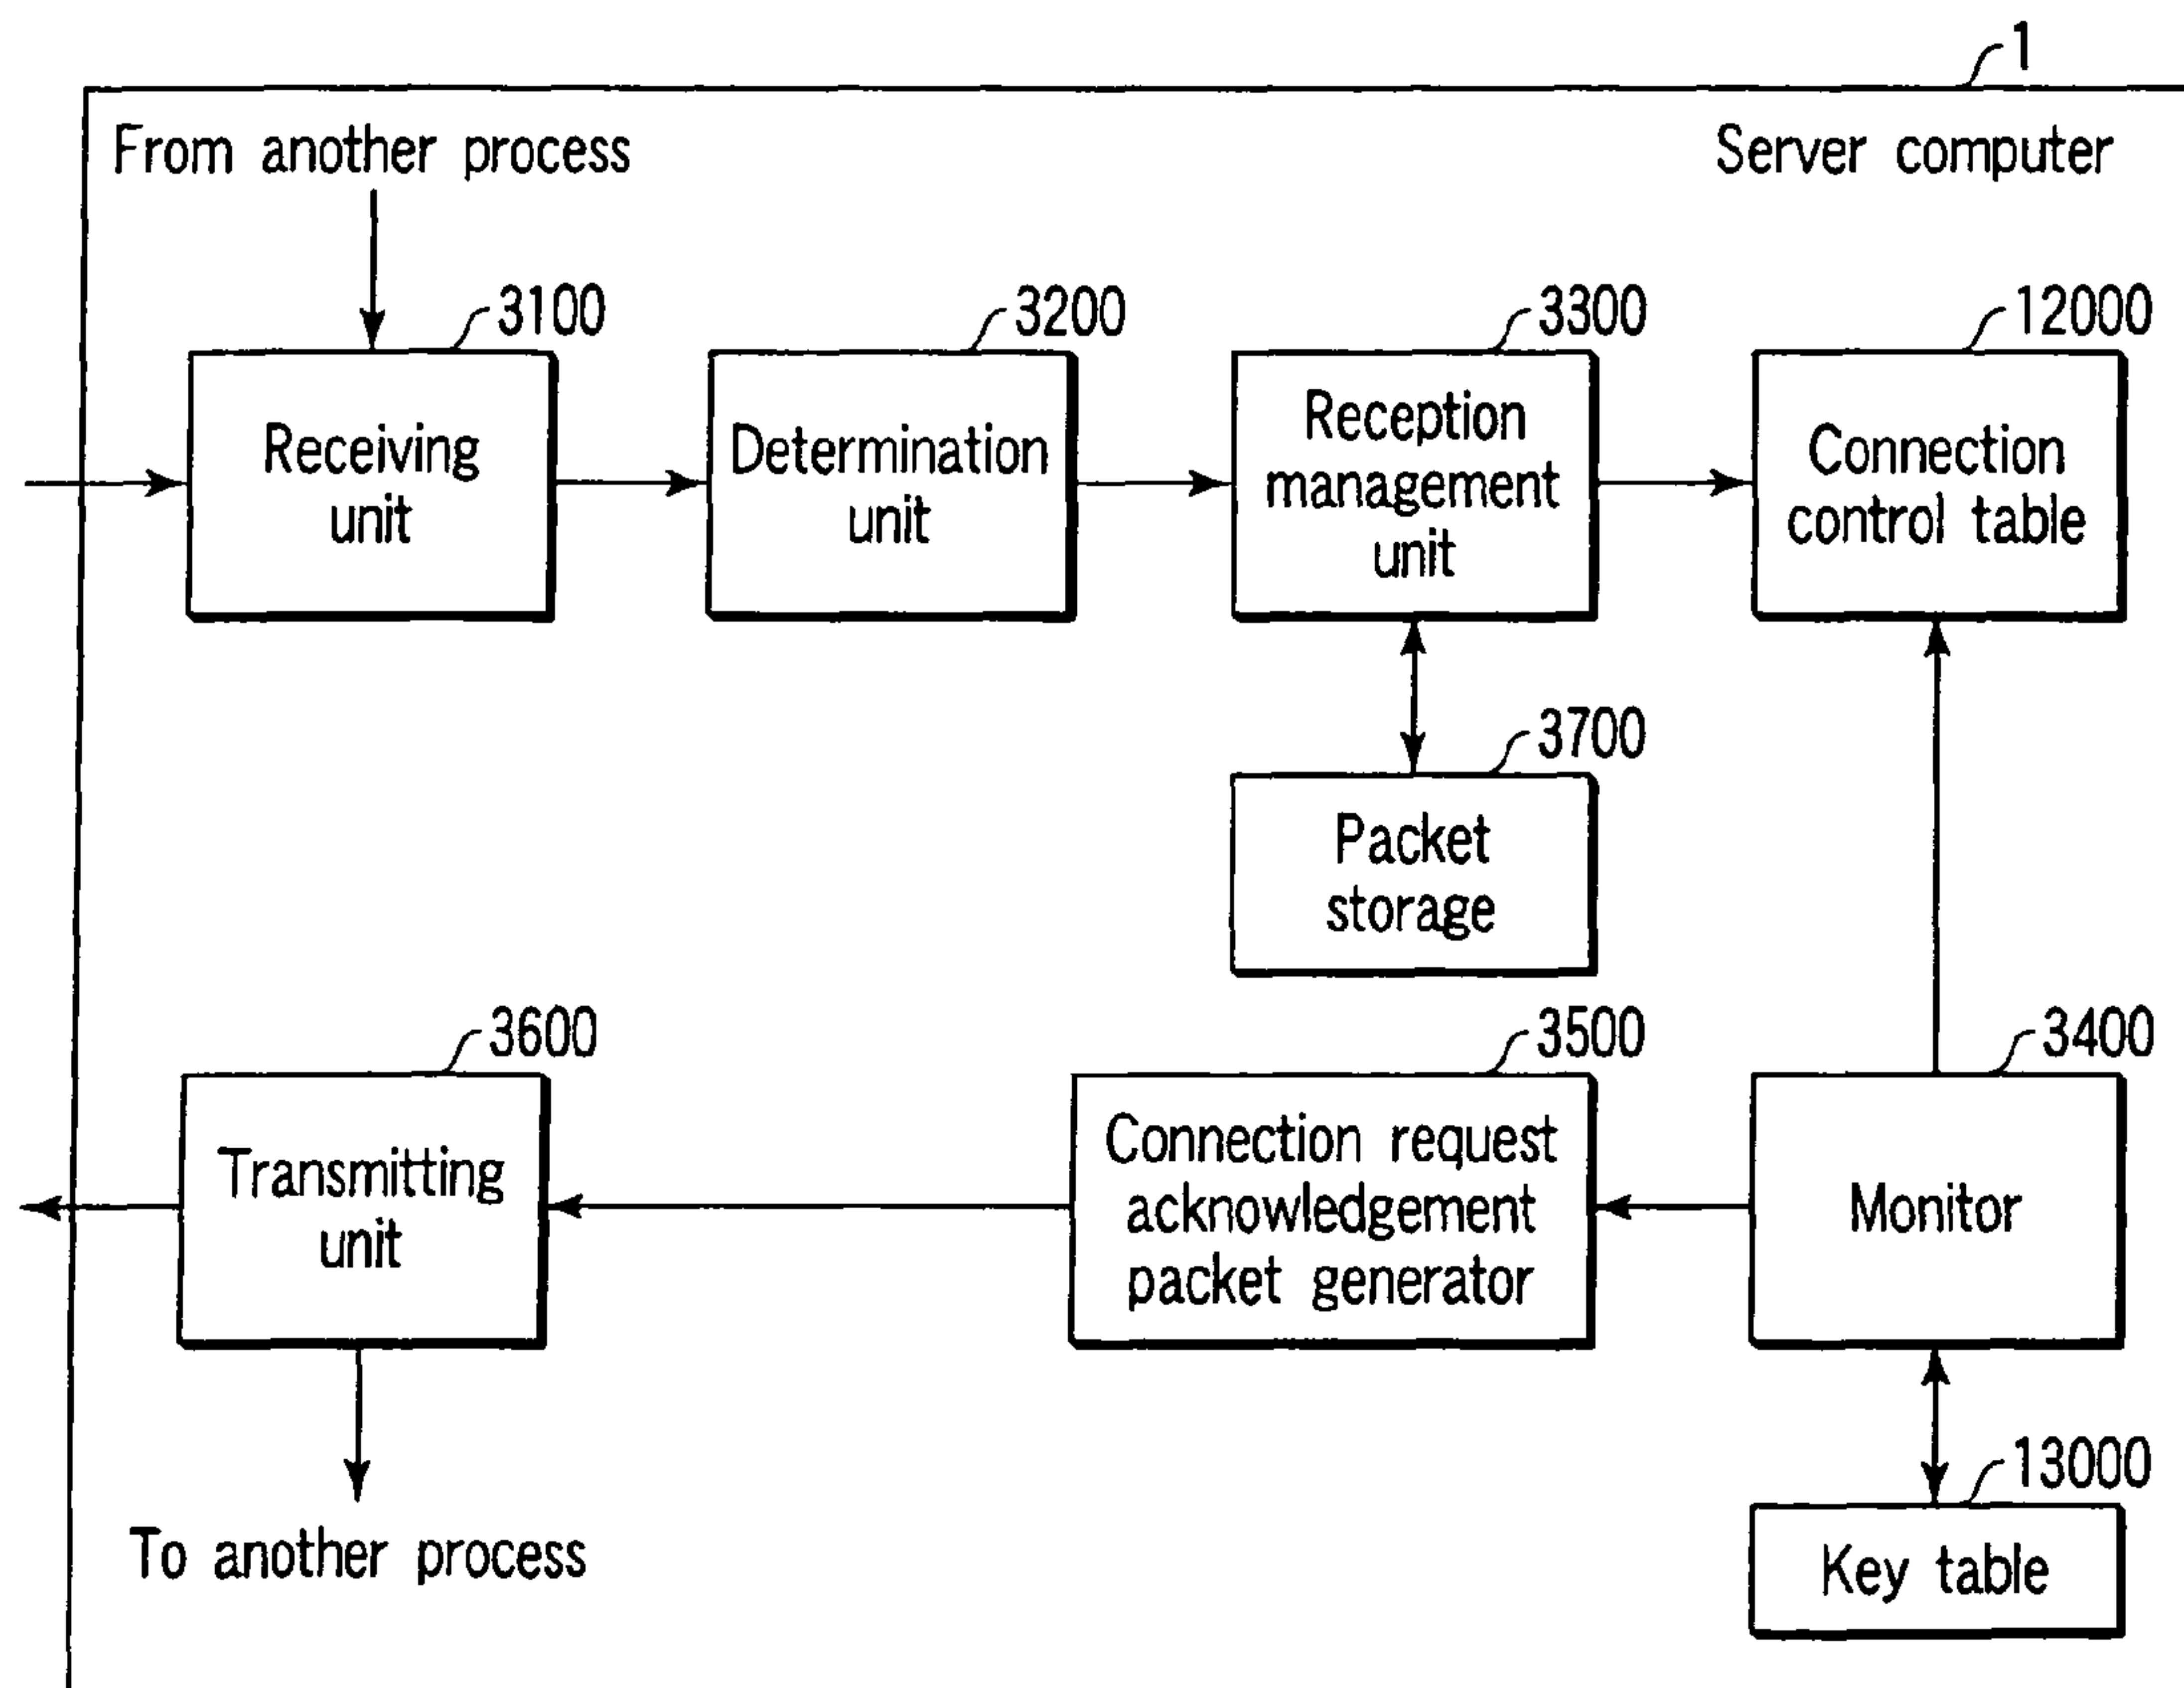 1
From another process
Server computer
3100
3200
3300
12000
Receiving
unit
Determination
unit
Reception
management
unit
Connection
control table
3700
Packet
storage
3600
3500
3400
Transmitting
unit
Connection request
acknowledgement
packet generator
Monitor
13000
To another process
Key table